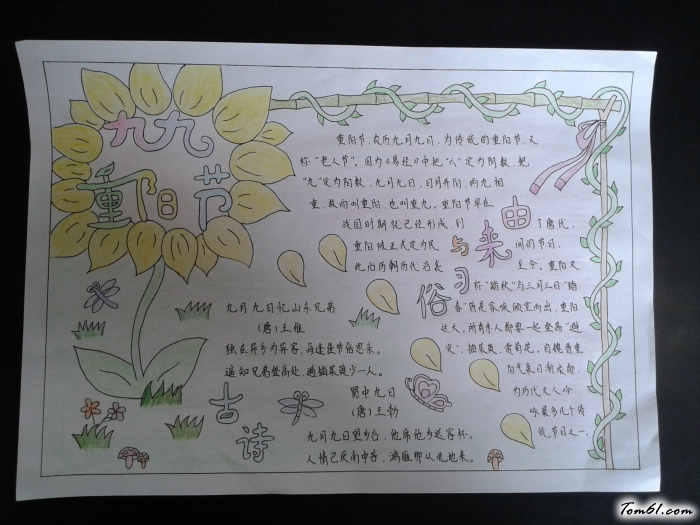 九九
重阳节
重阳节,农历九月九日,为传统的重阳节,又
称“老人节”。因为《易经》中把“六”定为阴数,把
“九”定为阳数,九月九日,日月并阳,两九相
重,故而叫重阳,也叫重九。重阳节早在
战国时期就已经形成,到
了唐代,
重阳被正式定为民
间的节日,
此后历朝历代沿袭
至今。重阳又
称“踏秋”与三月三日“踏
春”皆是家族倾室而出,重阳
这天,所有亲人都要一起登高“避
灾”,插茱萸、赏菊花。自魏晋重
阳气氛日渐浓郁
为历代文人吟
咏最多几个传
统节日之一。
由来与习俗
九月九日忆山东兄弟
(唐)王维
独在异乡为异客,每逢佳节倍思亲。
遥知兄弟登高处,遍插茱萸少一人。
古诗
蜀中九日
(唐)王勃
九月九日望乡台,他席他乡送客杯。
人情已厌南中苦,鸿雁那从北地来。
Tom61.com